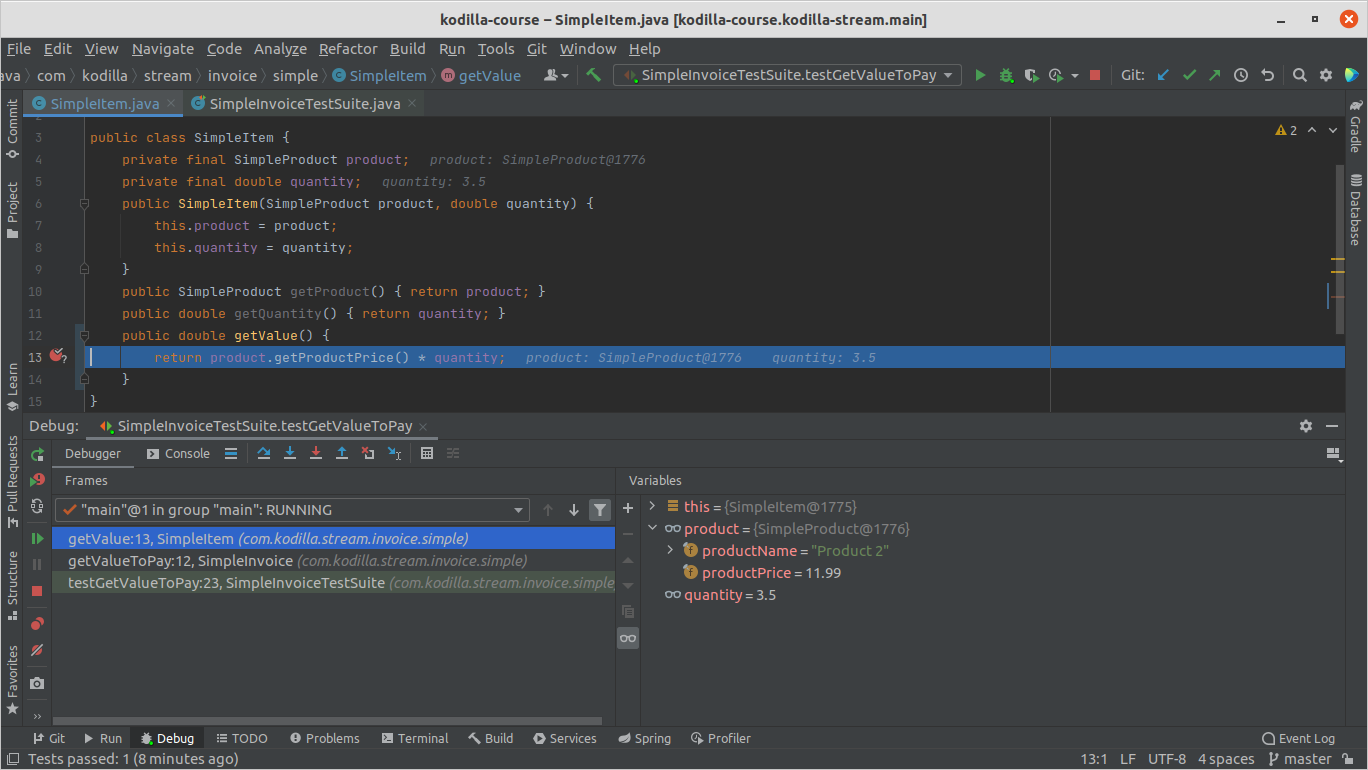 kodilla-course – SimpleItem.java [kodilla-course.kodilla-stream.main]
File Edit View Navigate Code Analyze Refactor Build Run Tools Git Window Help
ava com kodilla stream invoice simple SimpleItem getValue SimpleInvoiceTestSuite.testGetValueToPay Git:
SimpleItem.java SimpleInvoiceTestSuite.java
Commit
Project
Learn
Pull Requests
Structure
Favorites
Gradle
Database
2
2
3 public class SimpleItem {
4 private final SimpleProduct product; product: SimpleProduct@1776
5 private final double quantity; quantity: 3.5
6 public SimpleItem(SimpleProduct product, double quantity) {
7 this.product = product;
8 this.quantity = quantity;
9 }
10 public SimpleProduct getProduct() { return product; }
11 public double getQuantity() { return quantity; }
12 public double getValue() {
13 return product.getProductPrice() * quantity; product: SimpleProduct@1776 quantity: 3.5
14 }
15 }
Debug: SimpleInvoiceTestSuite.testGetValueToPay
Debugger Console
Frames
"main"@1 in group "main": RUNNING
getValue:13, SimpleItem (com.kodilla.stream.invoice.simple)
getValueToPay:12, SimpleInvoice (com.kodilla.stream.invoice.simple)
testGetValueToPay:23, SimpleInvoiceTestSuite (com.kodilla.stream.invoice.simple
Variables
this = {SimpleItem@1775}
product = {SimpleProduct@1776}
productName = "Product 2"
productPrice = 11.99
quantity = 3.5
Git Run Debug TODO Problems Terminal Build Services Spring Profiler Event Log
Tests passed: 1 (8 minutes ago) 13:1 LF UTF-8 4 spaces master